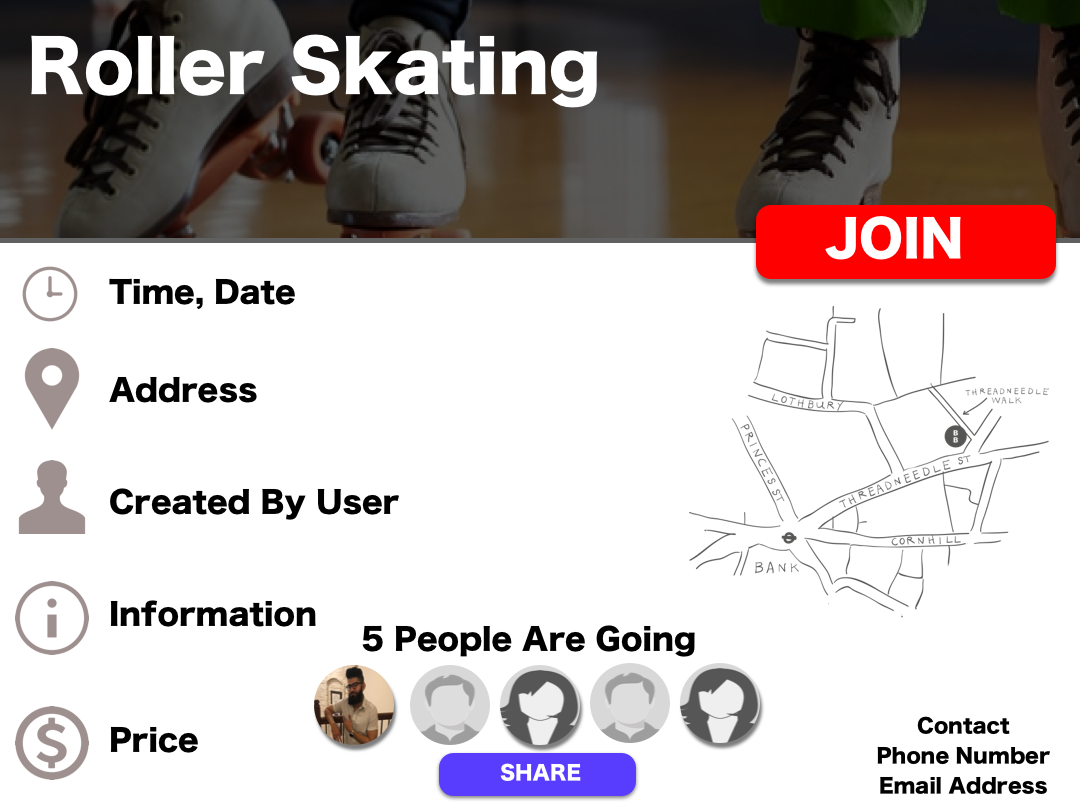 Roller Skating
JOIN
Time, Date
Address
Created By User
Information
Price
THREADNEEDLE
WALK
LOTHBURY
B
B
PRINCES ST
THREADNEEDLE ST
CORNHILL
BANK
5 People Are Going
SHARE
Contact
Phone Number
Email Address